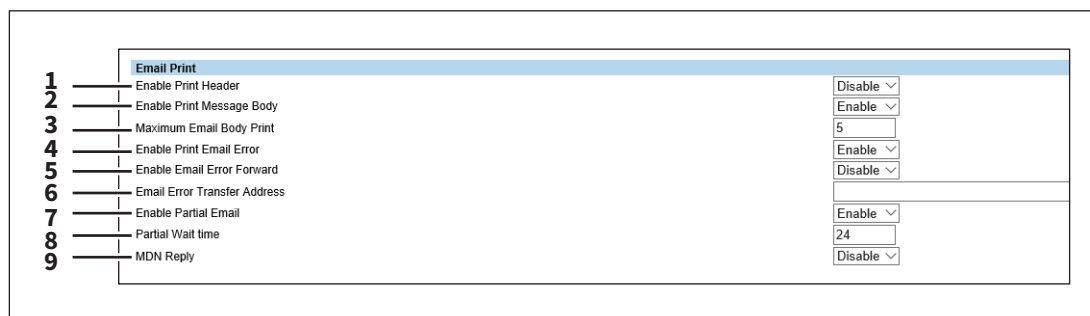 Email Print
1 Enable Print Header Disable
2 Enable Print Message Body Enable
3 Maximum Email Body Print 5
4 Enable Print Email Error Enable
5 Enable Email Error Forward Disable
6 Email Error Transfer Address
7 Enable Partial Email Enable
8 Partial Wait time 24
9 MDN Reply Disable